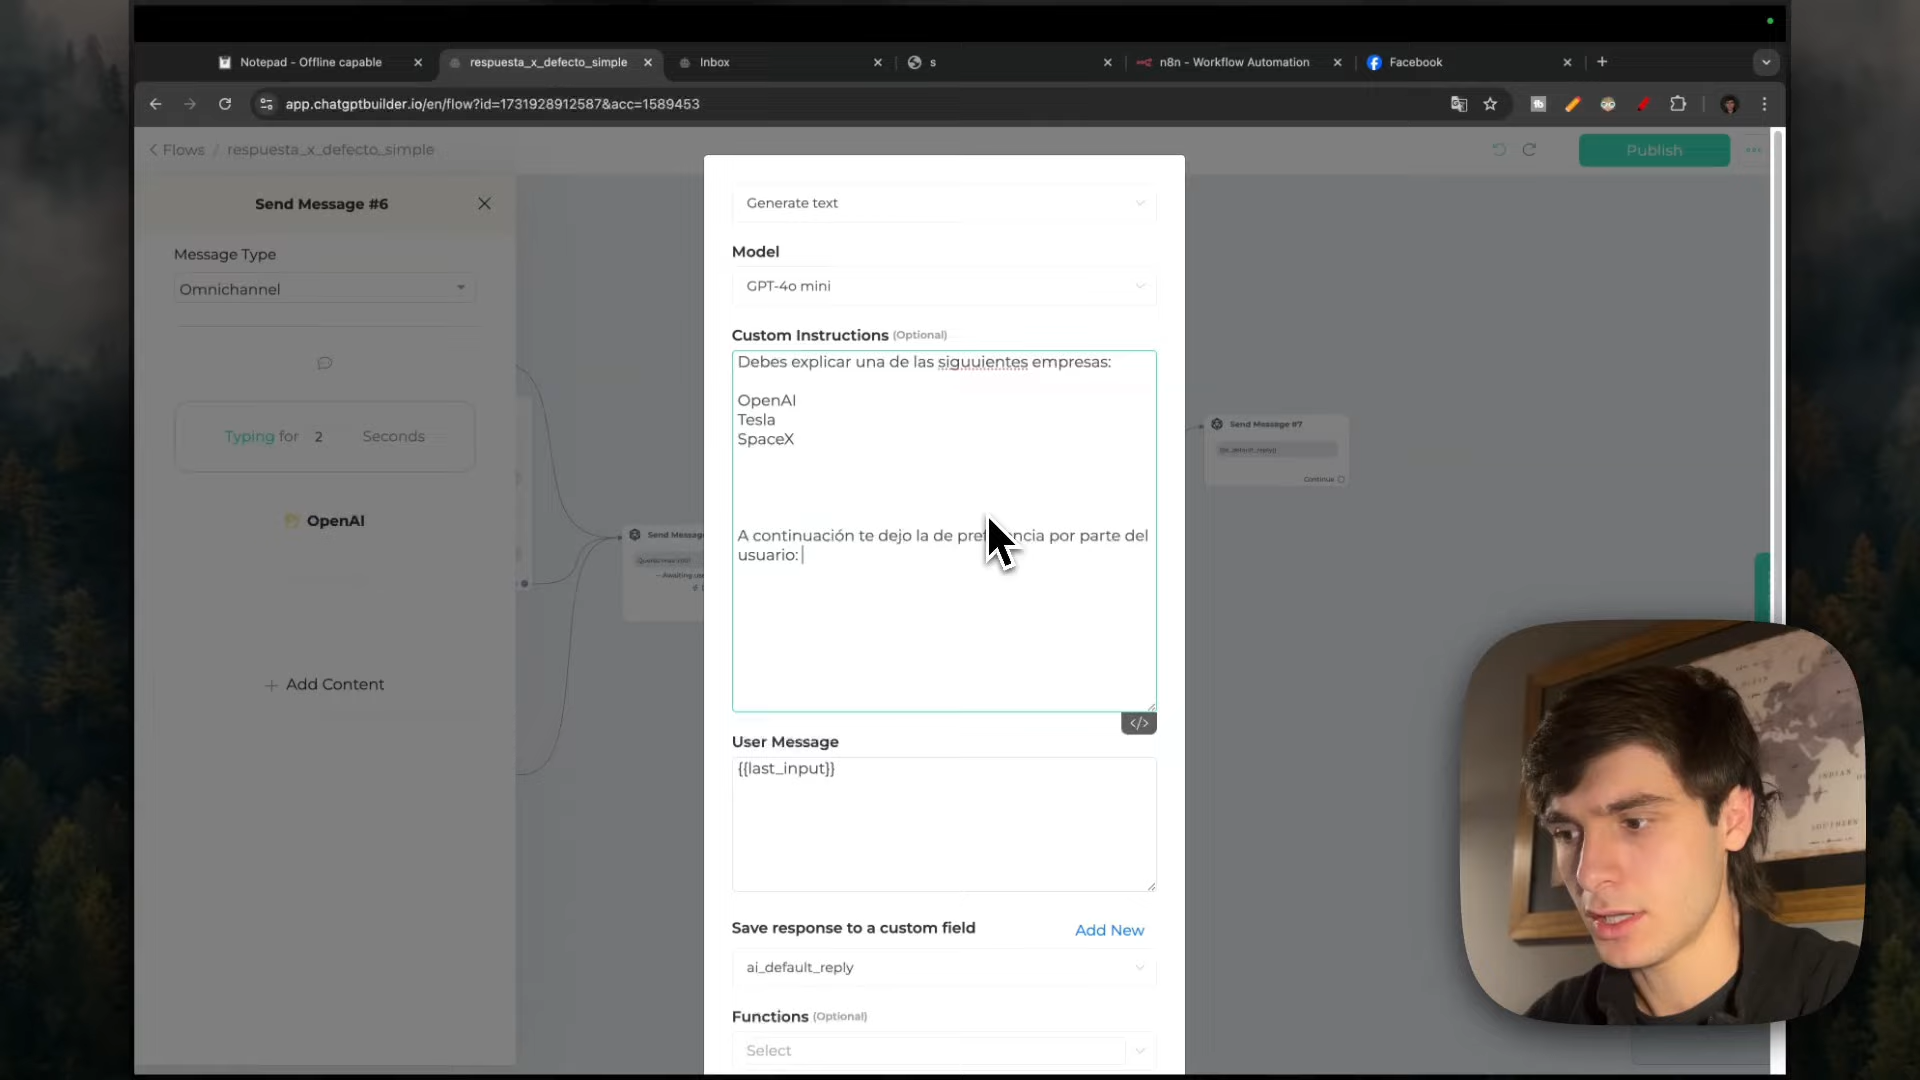 Notepad - Offline capable
respuesta_x_defecto_simple
Inbox
s
n8n - Workflow Automation
Facebook
app.chatgptbuilder.io/en/flow?id=1731928912587&acc=1589453
Flows / respuesta_x_defecto_simple
Publish
Send Message #6
Message Type
Omnichannel
Typing for 2 Seconds
OpenAI
+ Add Content
Send Message
Send Message #7
Continue
Generate text
Model
GPT-4o mini
Custom Instructions (Optional)
Debes explicar una de las siguuientes empresas:
OpenAI
Tesla
SpaceX
A continuación te dejo la de preferencia por parte del
usuario:
</>
User Message
{{last_input}}
Save response to a custom field
Add New
ai_default_reply
Functions (Optional)
Select